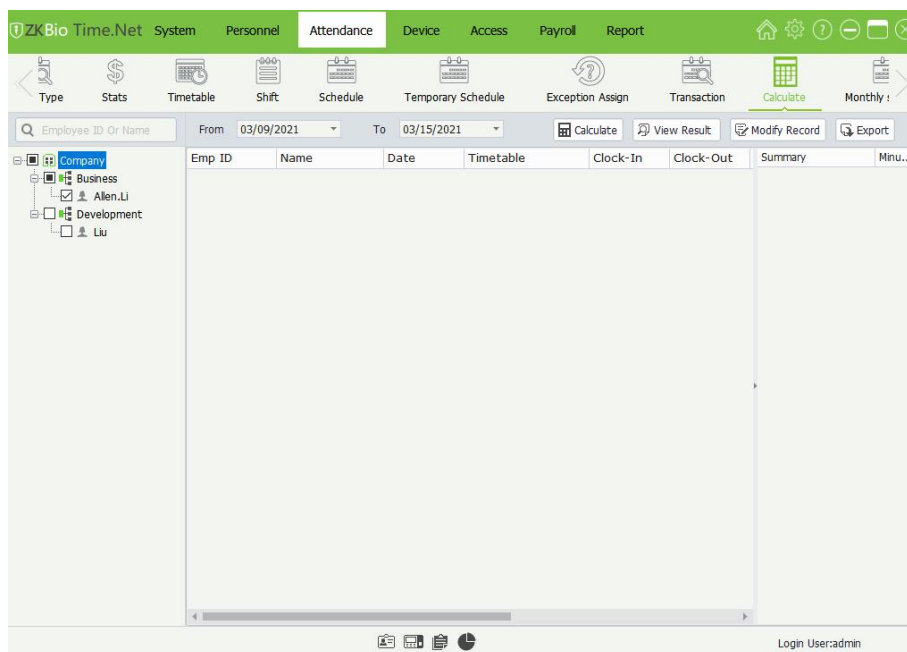 ZKBio Time.Net System Personnel Attendance Device Access Payroll Report
Type Stats Timetable Shift Schedule Temporary Schedule Exception Assign Transaction Calculate Monthly s
Employee ID Or Name From 03/09/2021 To 03/15/2021 Calculate View Result Modify Record Export
Emp ID Name Date Timetable Clock-In Clock-Out Summary Minu..
Company
Business
Allen.Li
Development
Liu
Login User:admin